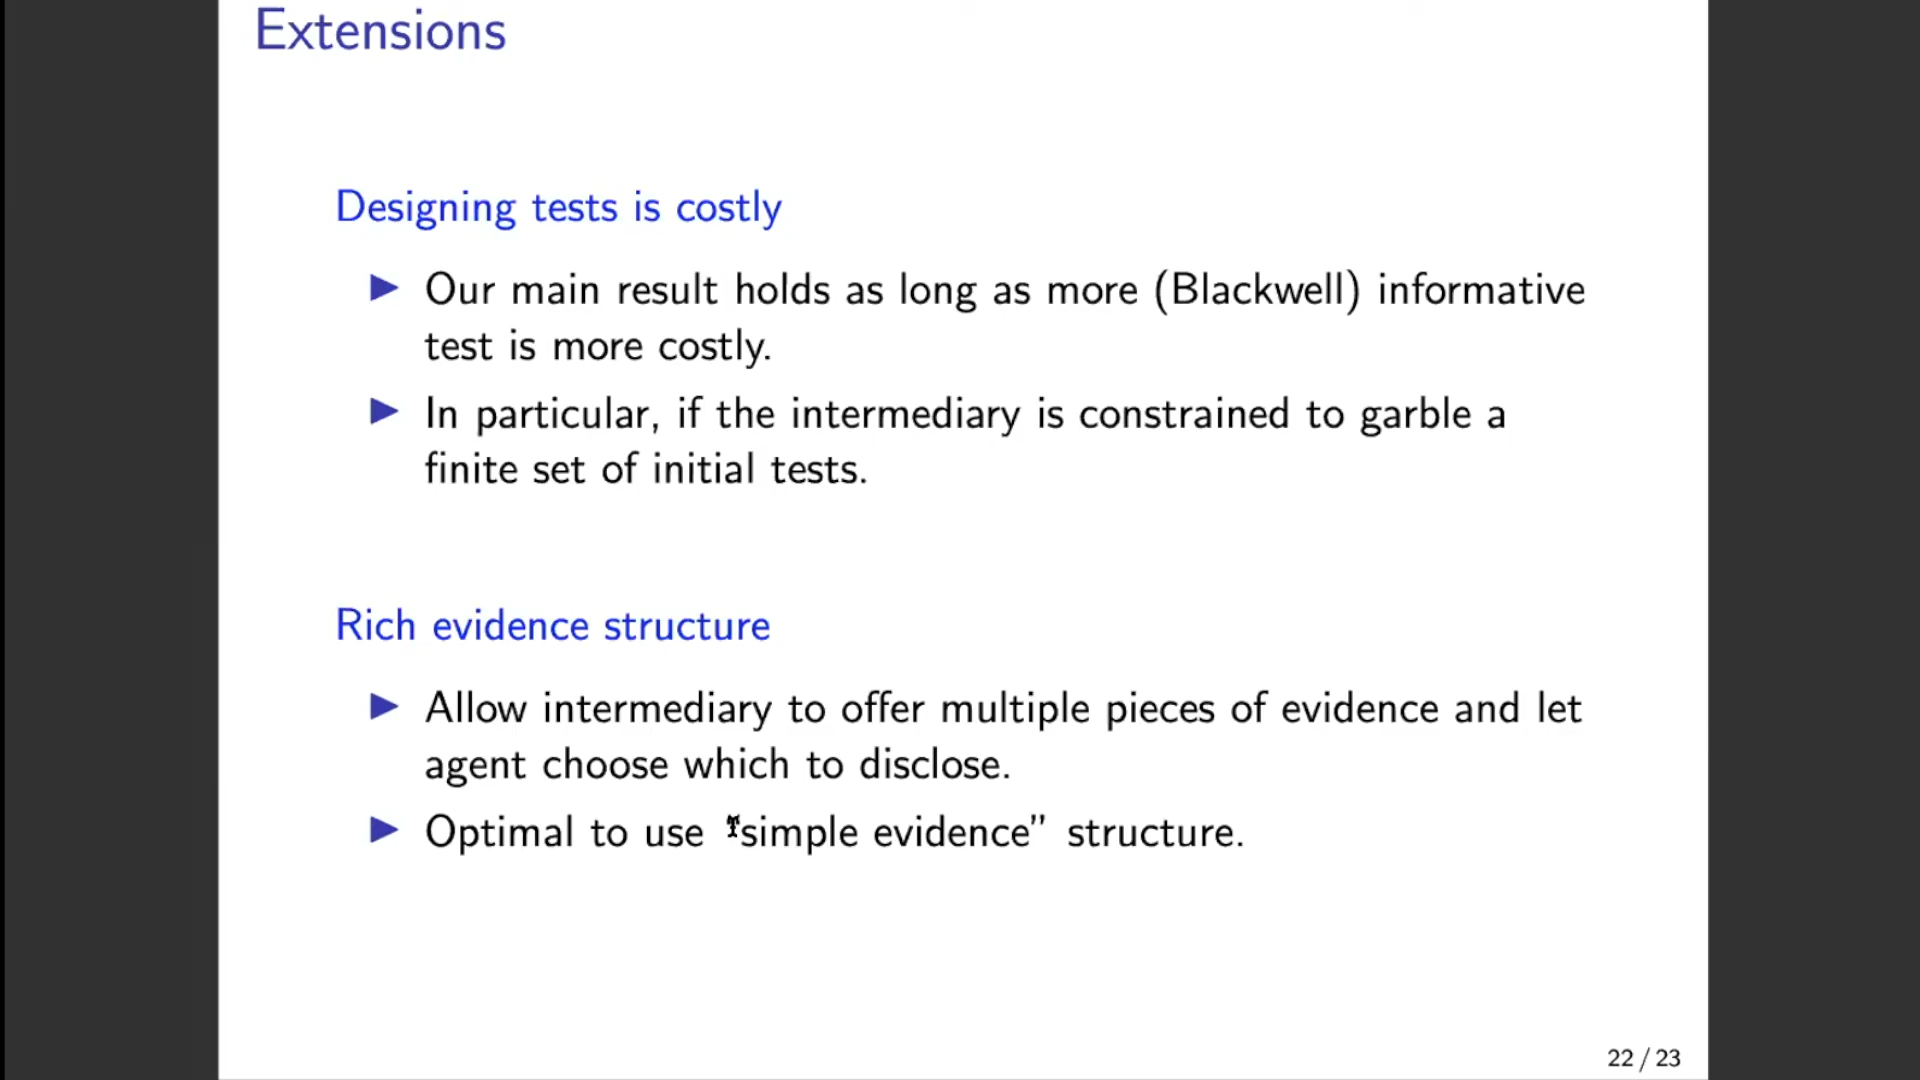 Extensions
Designing tests is costly
▶ Our main result holds as long as more (Blackwell) informative
test is more costly.
▶ In particular, if the intermediary is constrained to garble a
finite set of initial tests.
Rich evidence structure
▶ Allow intermediary to offer multiple pieces of evidence and let
agent choose which to disclose.
▶ Optimal to use “simple evidence” structure.
22 / 23